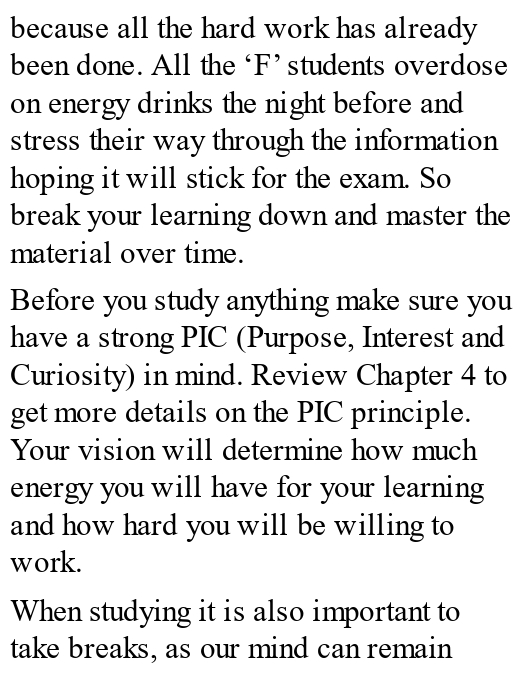 because all the hard work has already
been done. All the ‘F’ students overdose
on energy drinks the night before and
stress their way through the information
hoping it will stick for the exam. So
break your learning down and master the
material over time.
Before you study anything make sure you
have a strong PIC (Purpose, Interest and
Curiosity) in mind. Review Chapter 4 to
get more details on the PIC principle.
Your vision will determine how much
energy you will have for your learning
and how hard you will be willing to
work.
When studying it is also important to
take breaks, as our mind can remain